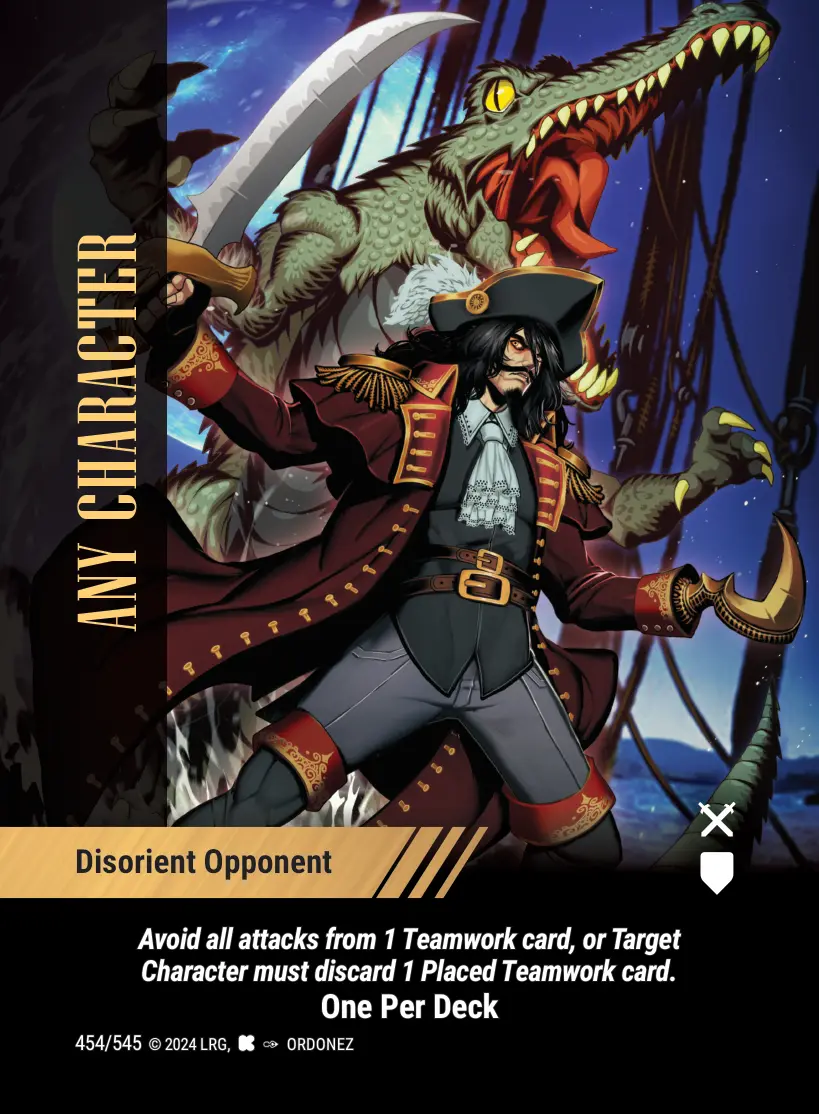 ANY CHARACTER
Disorient Opponent
Avoid all attacks from 1 Teamwork card, or Target
Character must discard 1 Placed Teamwork card.
One Per Deck
454/545 © 2024 LRG, ORDONEZ